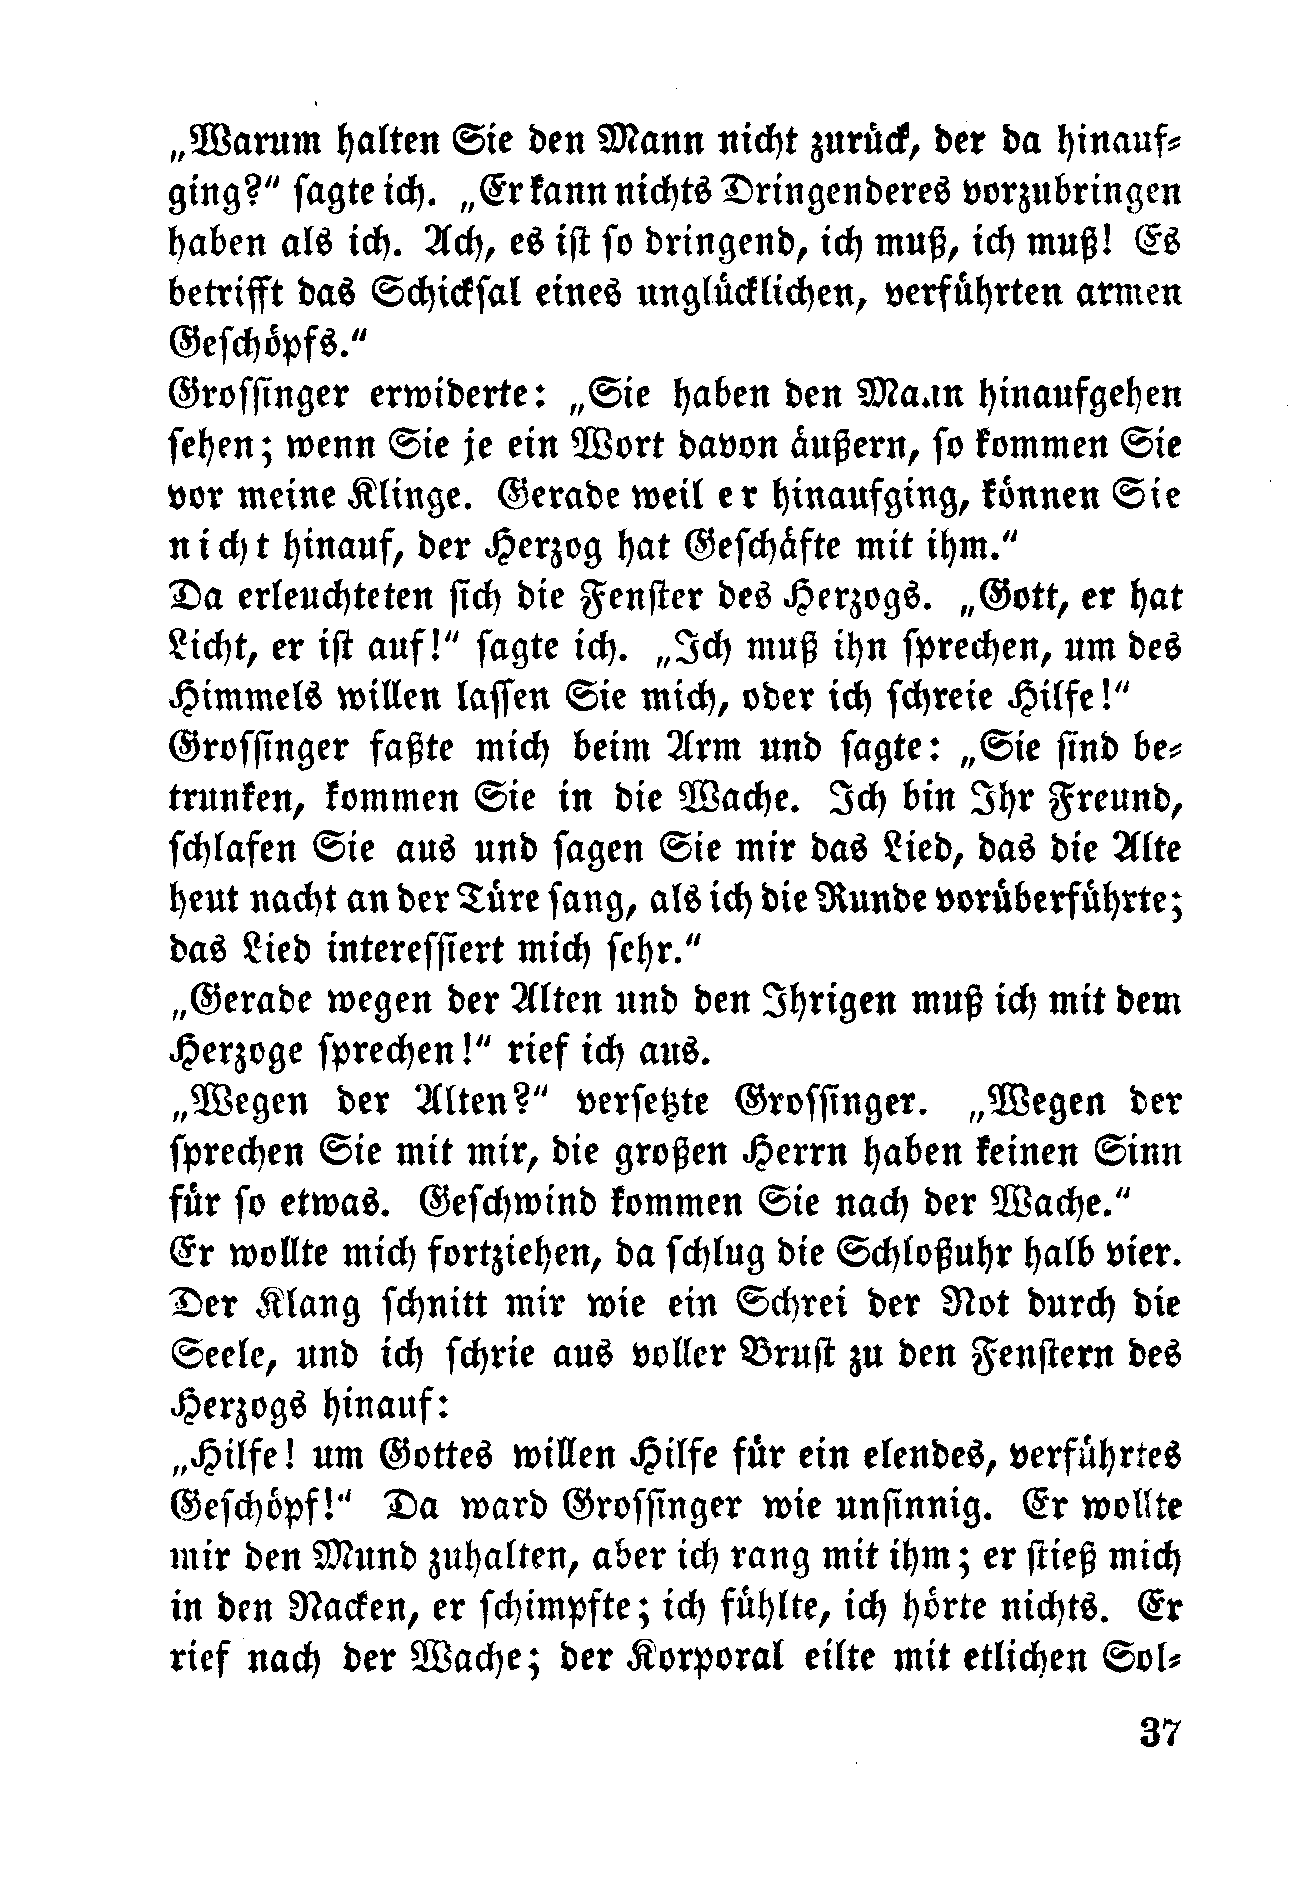 „Warum halten Sie den Mann nicht zurück, der da hinauf-
ging?“ sagte ich. „Er kann nichts Dringenderes vorzubringen
haben als ich. Ach, es ist so dringend, ich muß, ich muß! Es
betrifft das Schicksal eines unglücklichen, verführten armen
Geschöpfs.“
Grossinger erwiderte: „Sie haben den Mann hinaufgehen
sehen; wenn Sie je ein Wort davon äußern, so kommen Sie
vor meine Klinge. Gerade weil er hinaufging, können Sie
nicht hinauf, der Herzog hat Geschäfte mit ihm.“
Da erleuchteten sich die Fenster des Herzogs. „Gott, er hat
Licht, er ist auf!“ sagte ich. „Ich muß ihn sprechen, um des
Himmels willen lassen Sie mich, oder ich schreie Hilfe!“
Grossinger faßte mich beim Arm und sagte: „Sie sind be-
trunken, kommen Sie in die Wache. Ich bin Ihr Freund,
schlafen Sie aus und sagen Sie mir das Lied, das die Alte
heut nacht an der Türe sang, als ich die Runde vorüberführte;
das Lied interessiert mich sehr.“
„Gerade wegen der Alten und den Ihrigen muß ich mit dem
Herzoge sprechen!“ rief ich aus.
„Wegen der Alten?“ versetzte Grossinger. „Wegen der
sprechen Sie mit mir, die großen Herrn haben keinen Sinn
für so etwas. Geschwind kommen Sie nach der Wache.“
Er wollte mich fortziehen, da schlug die Schloßuhr halb vier.
Der Klang schnitt mir wie ein Schrei der Not durch die
Seele, und ich schrie aus voller Brust zu den Fenstern des
Herzogs hinauf:
„Hilfe! um Gottes willen Hilfe für ein elendes, verführtes
Geschöpf!“ Da ward Grossinger wie unsinnig. Er wollte
mir den Mund zuhalten, aber ich rang mit ihm; er stieß mich
in den Nacken, er schimpfte; ich fühlte, ich hörte nichts. Er
rief nach der Wache; der Korporal eilte mit etlichen Sol-
37